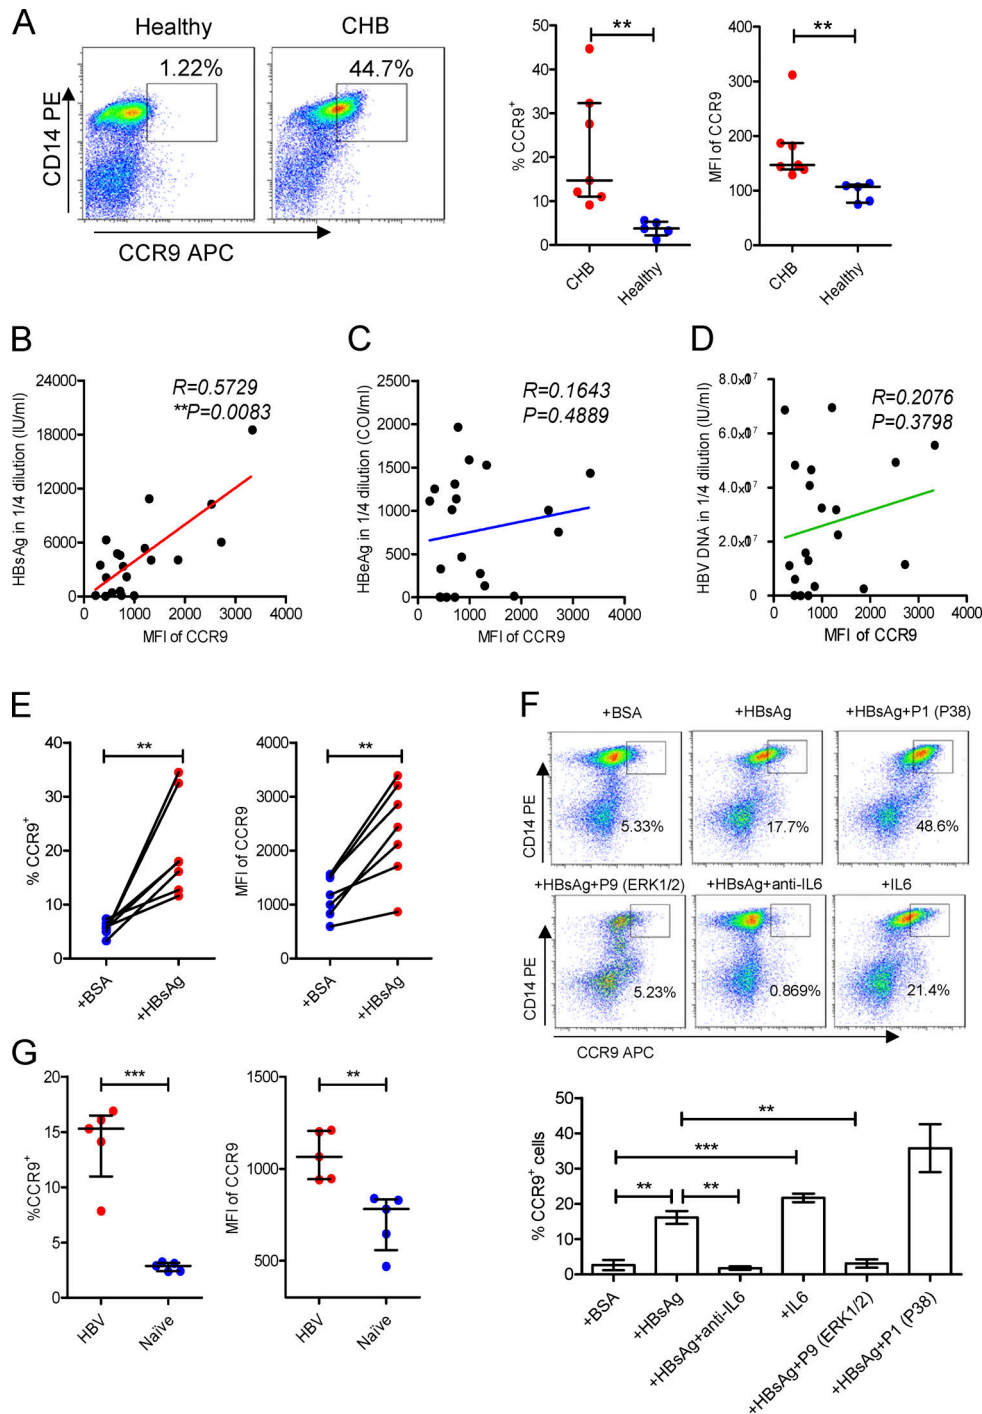 A
Healthy
CHB
1.22%
44.7%
CD14 PE
CCR9 APC
**
% CCR9+
50
40
30
20
10
0
CHB
Healthy
**
MFI of CCR9
400
300
200
100
0
CHB
Healthy
B
R=0.5729
**P=0.0083
HBsAg in 1/4 dilution (IU/ml)
24000
18000
12000
6000
0
0 1000 2000 3000 4000
MFI of CCR9
C
R=0.1643
P=0.4889
HBeAg in 1/4 dilution (COI/ml)
2500
2000
1500
1000
500
0
0 1000 2000 3000 4000
MFI of CCR9
D
R=0.2076
P=0.3798
HBV DNA in 1/4 dilution (IU/ml)
8.0x10^7
6.0x10^7
4.0x10^7
2.0x10^7
0
0 1000 2000 3000 4000
MFI of CCR9
E
**
% CCR9+
40
30
20
10
0
+BSA
+HBsAg
**
MFI of CCR9
4000
3000
2000
1000
0
+BSA
+HBsAg
F
+BSA
+HBsAg
+HBsAg+P1 (P38)
CD14 PE
5.33%
17.7%
48.6%
+HBsAg+P9 (ERK1/2)
+HBsAg+anti-IL6
+IL6
CD14 PE
5.23%
0.869%
21.4%
CCR9 APC
% CCR9+ cells
50
40
30
20
10
0
**
***
**
**
+BSA
+HBsAg
+HBsAg+anti-IL6
+IL6
+HBsAg+P9 (ERK1/2)
+HBsAg+P1 (P38)
G
***
%CCR9+
20
15
10
5
0
HBV
Naïve
**
MFI of CCR9
1500
1000
500
HBV
Naïve